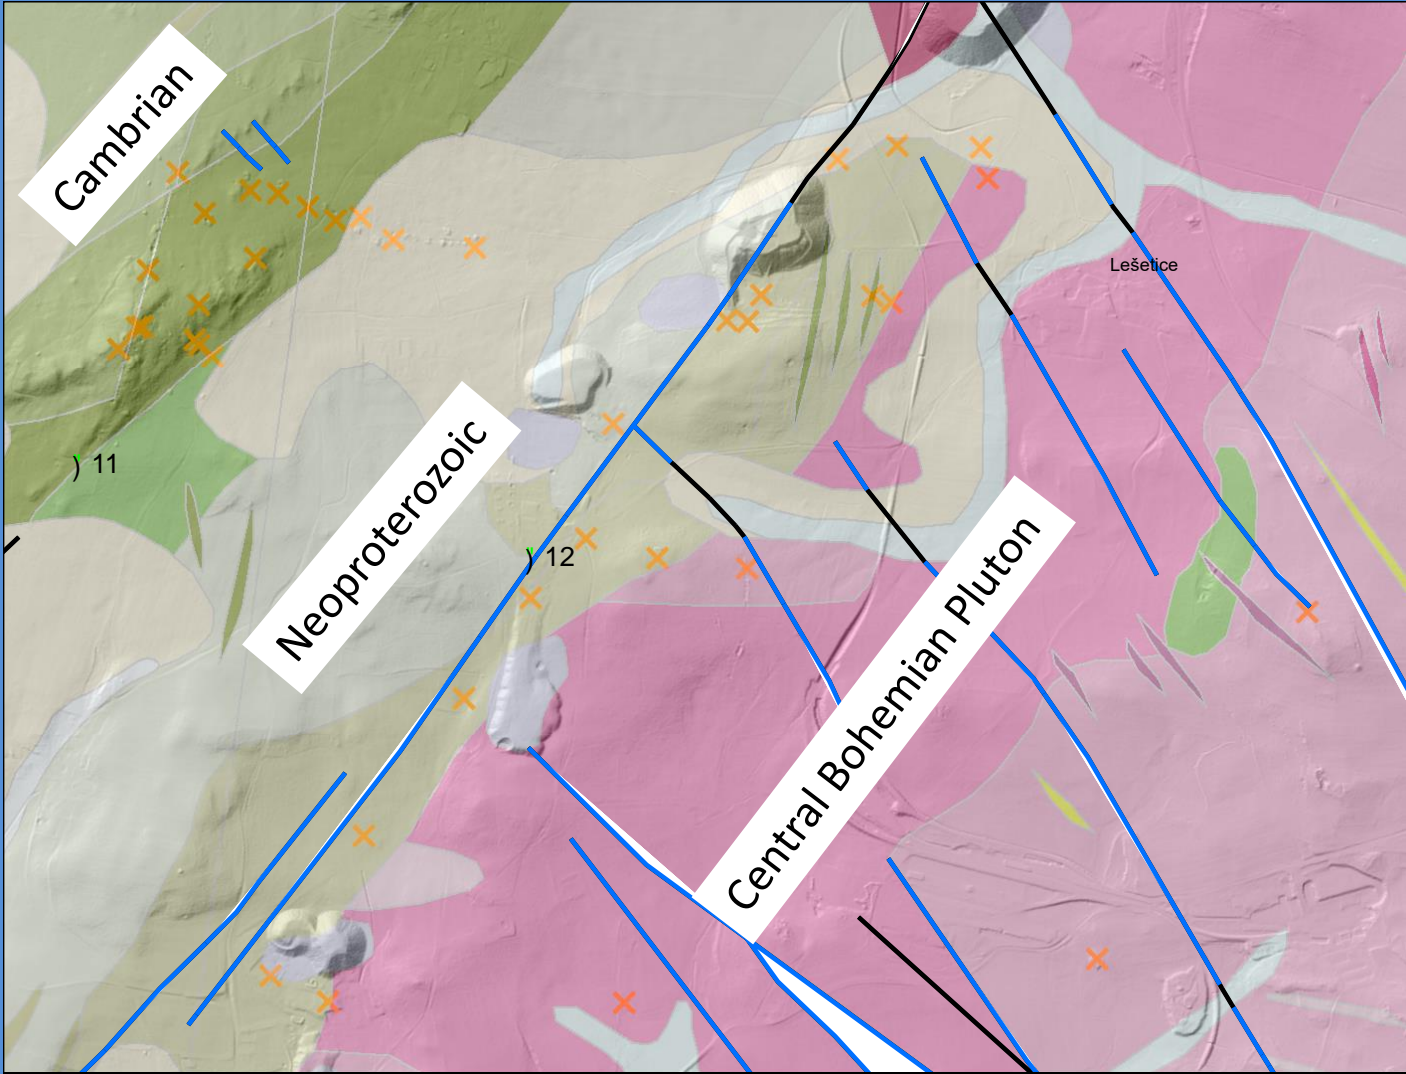 Cambrian
Lešetice
) 11
Neoproterozoic
) 12
Central Bohemian Pluton